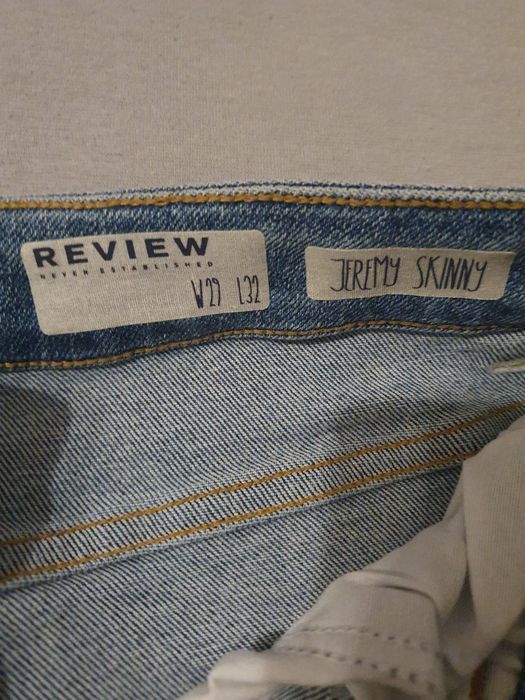 REVIEW
NEVER ESTABLISHED
W29 L32
JEREMY SKINNY